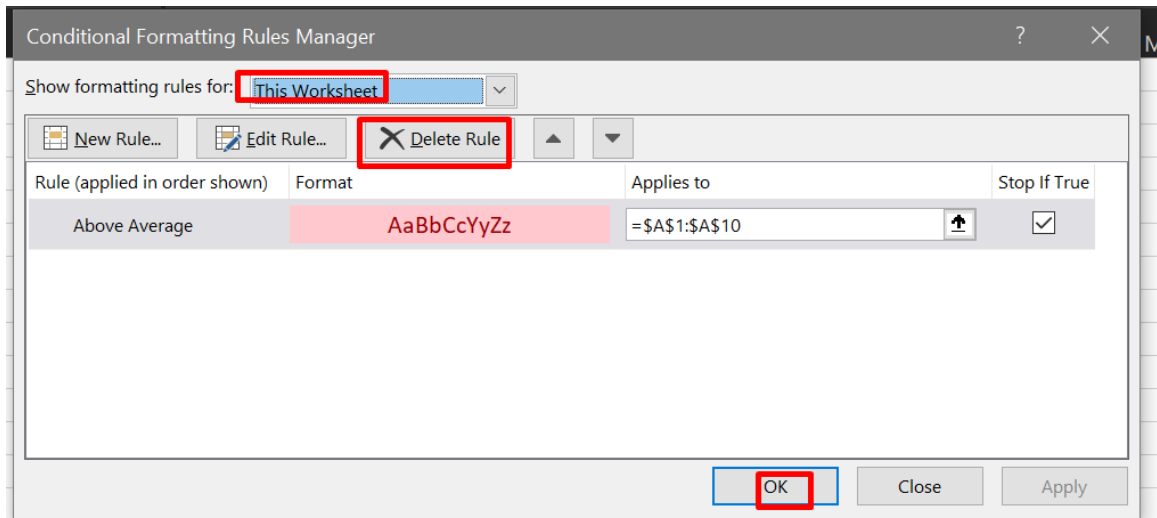 Conditional Formatting Rules Manager ?
Show formatting rules for: This Worksheet
New Rule... Edit Rule... Delete Rule
Rule (applied in order shown) Format Applies to Stop If True
Above Average AaBbCcYyZz =$A$1:$A$10
OK Close Apply